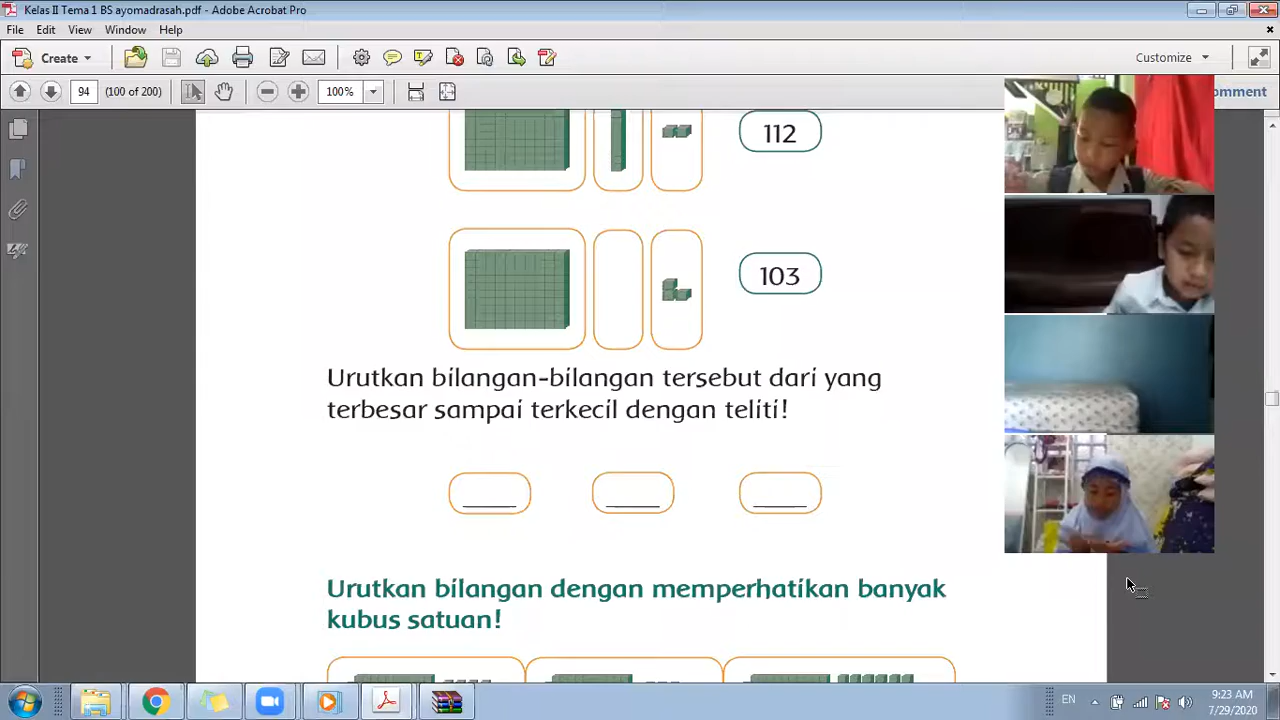 Kelas II Tema 1 BS ayomadrasah.pdf - Adobe Acrobat Pro
File Edit View Window Help
Create
Customize
94 (100 of 200)
100%
omment
112
103
Urutkan bilangan-bilangan tersebut dari yang
terbesar sampai terkecil dengan teliti!
Urutkan bilangan dengan memperhatikan banyak
kubus satuan!
EN
9:23 AM
7/29/2020